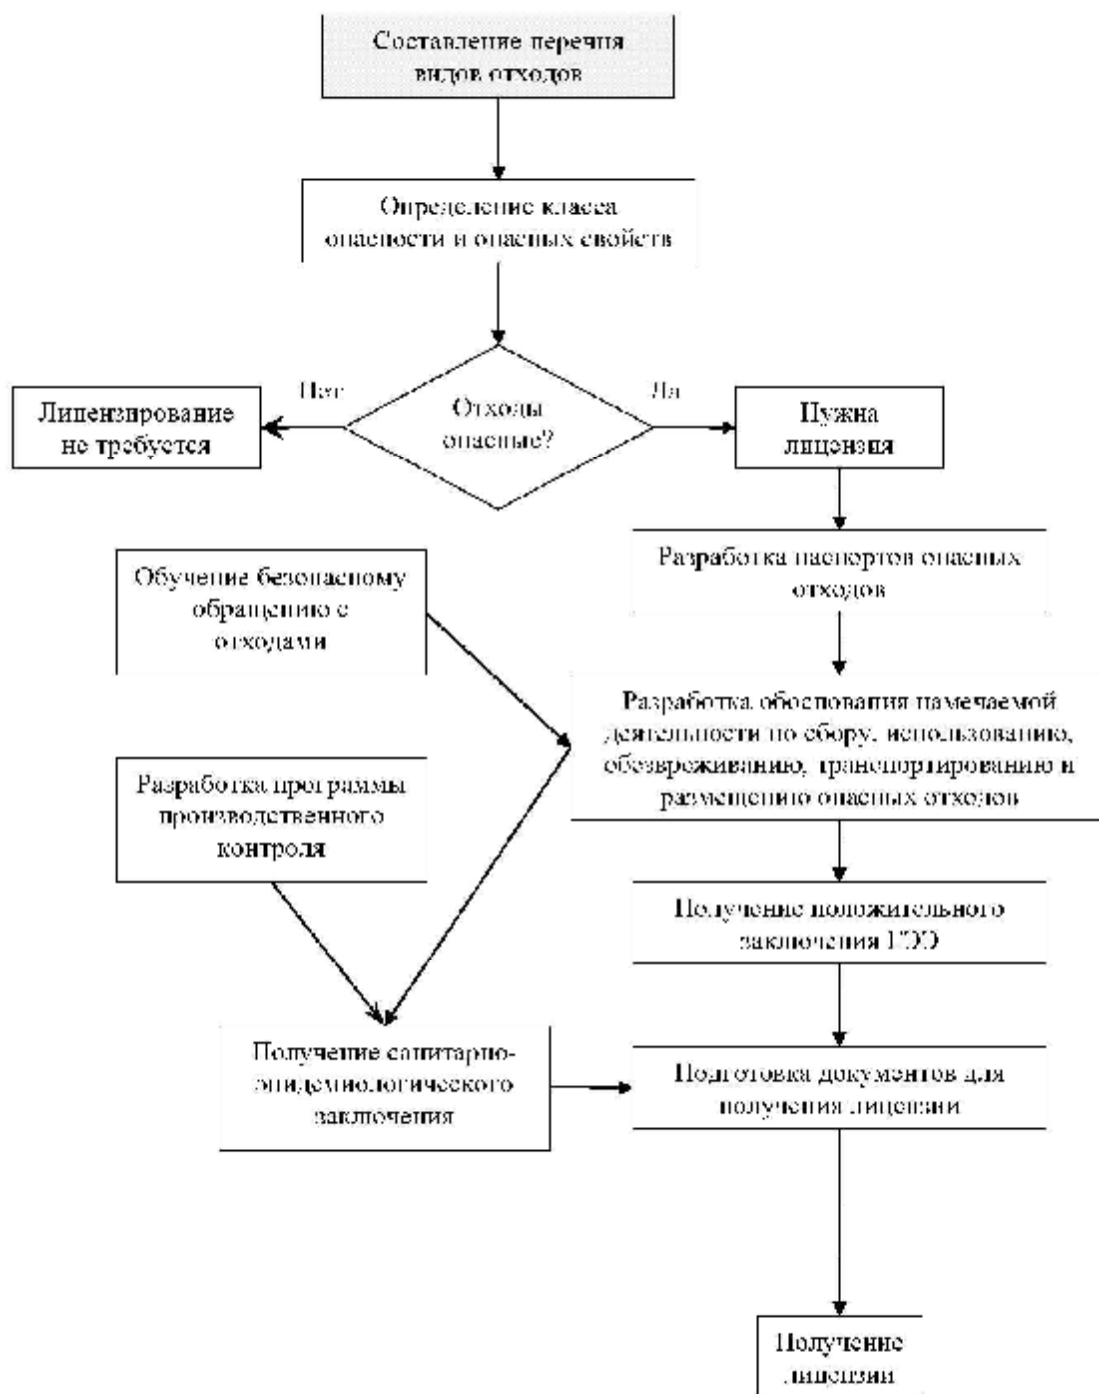 Составление перечня
видов отходов
Определение класса
опасности и опасных свойств
Нет
Да
Лицензирование
не требуется
Отходы
опасные?
Нужна
лицензия
Разработка паспортов опасных
отходов
Обучение безопасному
обращению с
отходами
Разработка обоснования намечаемой
деятельности по сбору, использованию,
обезвреживанию, транспортированию и
размещению опасных отходов
Разработка программы
производственного
контроля
Получение положительного
заключения ГЭЭ
Получение санитарно-
эпидемиологического
заключения
Подготовка документов для
получения лицензии
Получение
лицензии